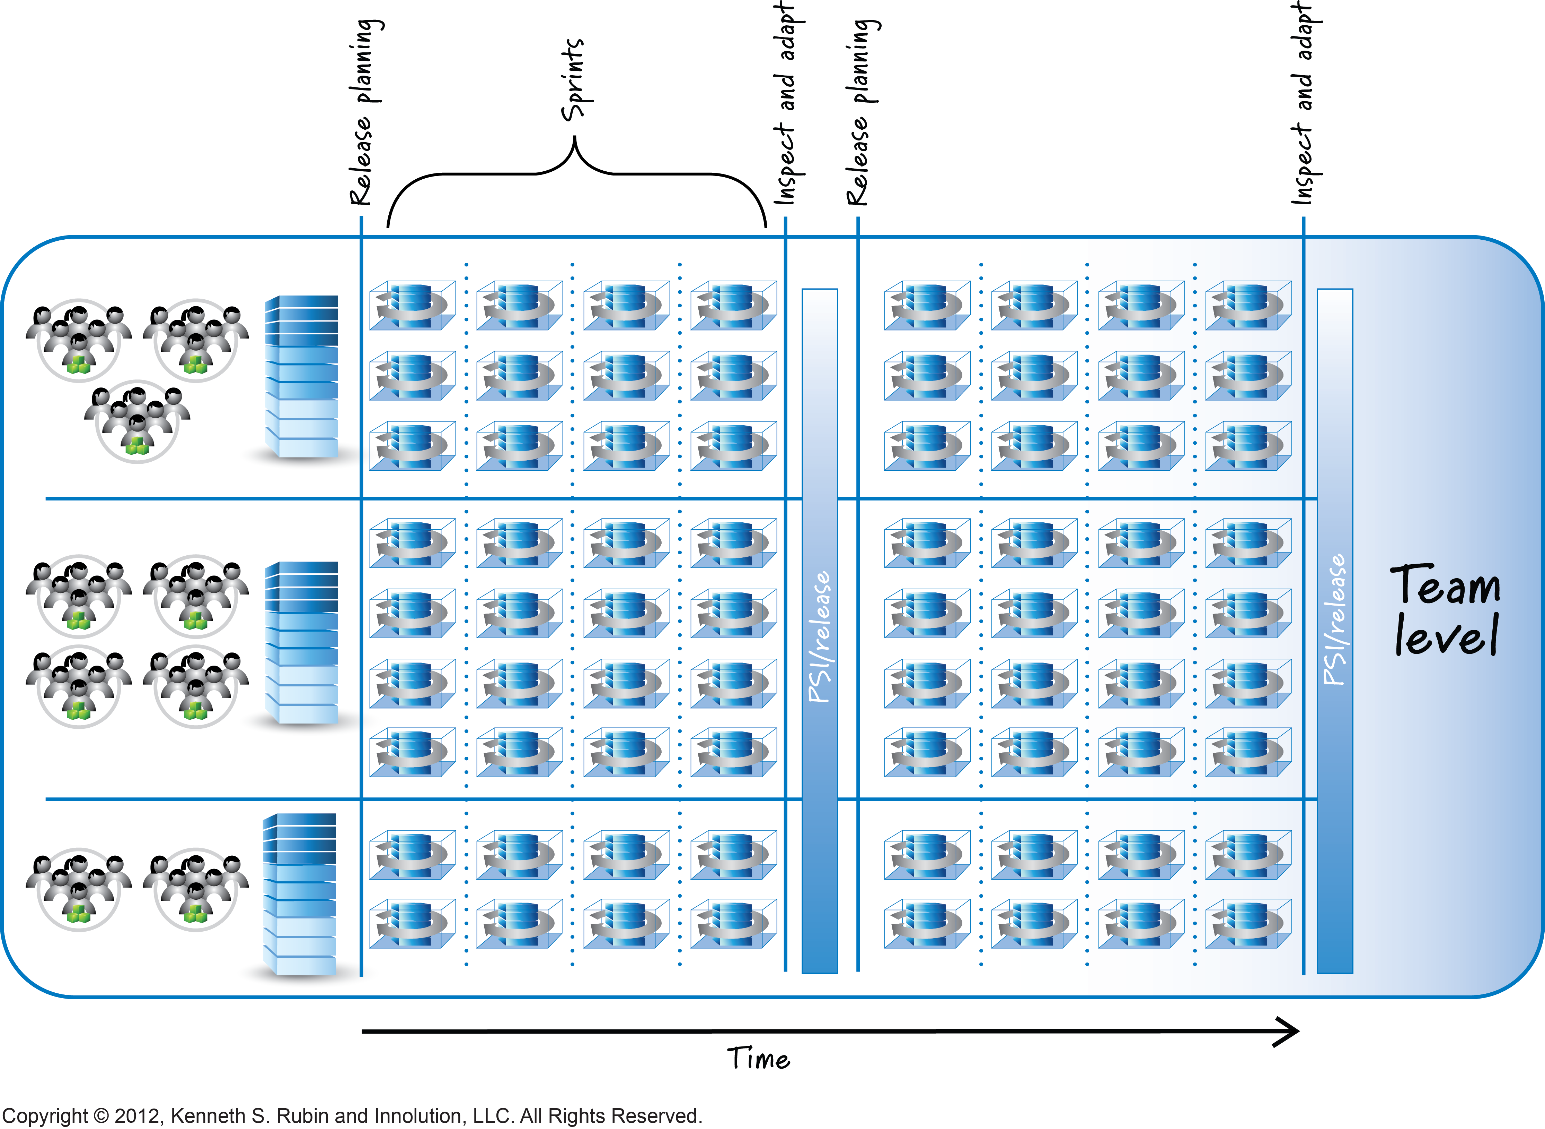 Release planning
Sprints
Inspect and adapt
Release planning
Inspect and adapt
PSI/release
PSI/release
Team
level
Time
Copyright © 2012, Kenneth S. Rubin and Innolution, LLC. All Rights Reserved.